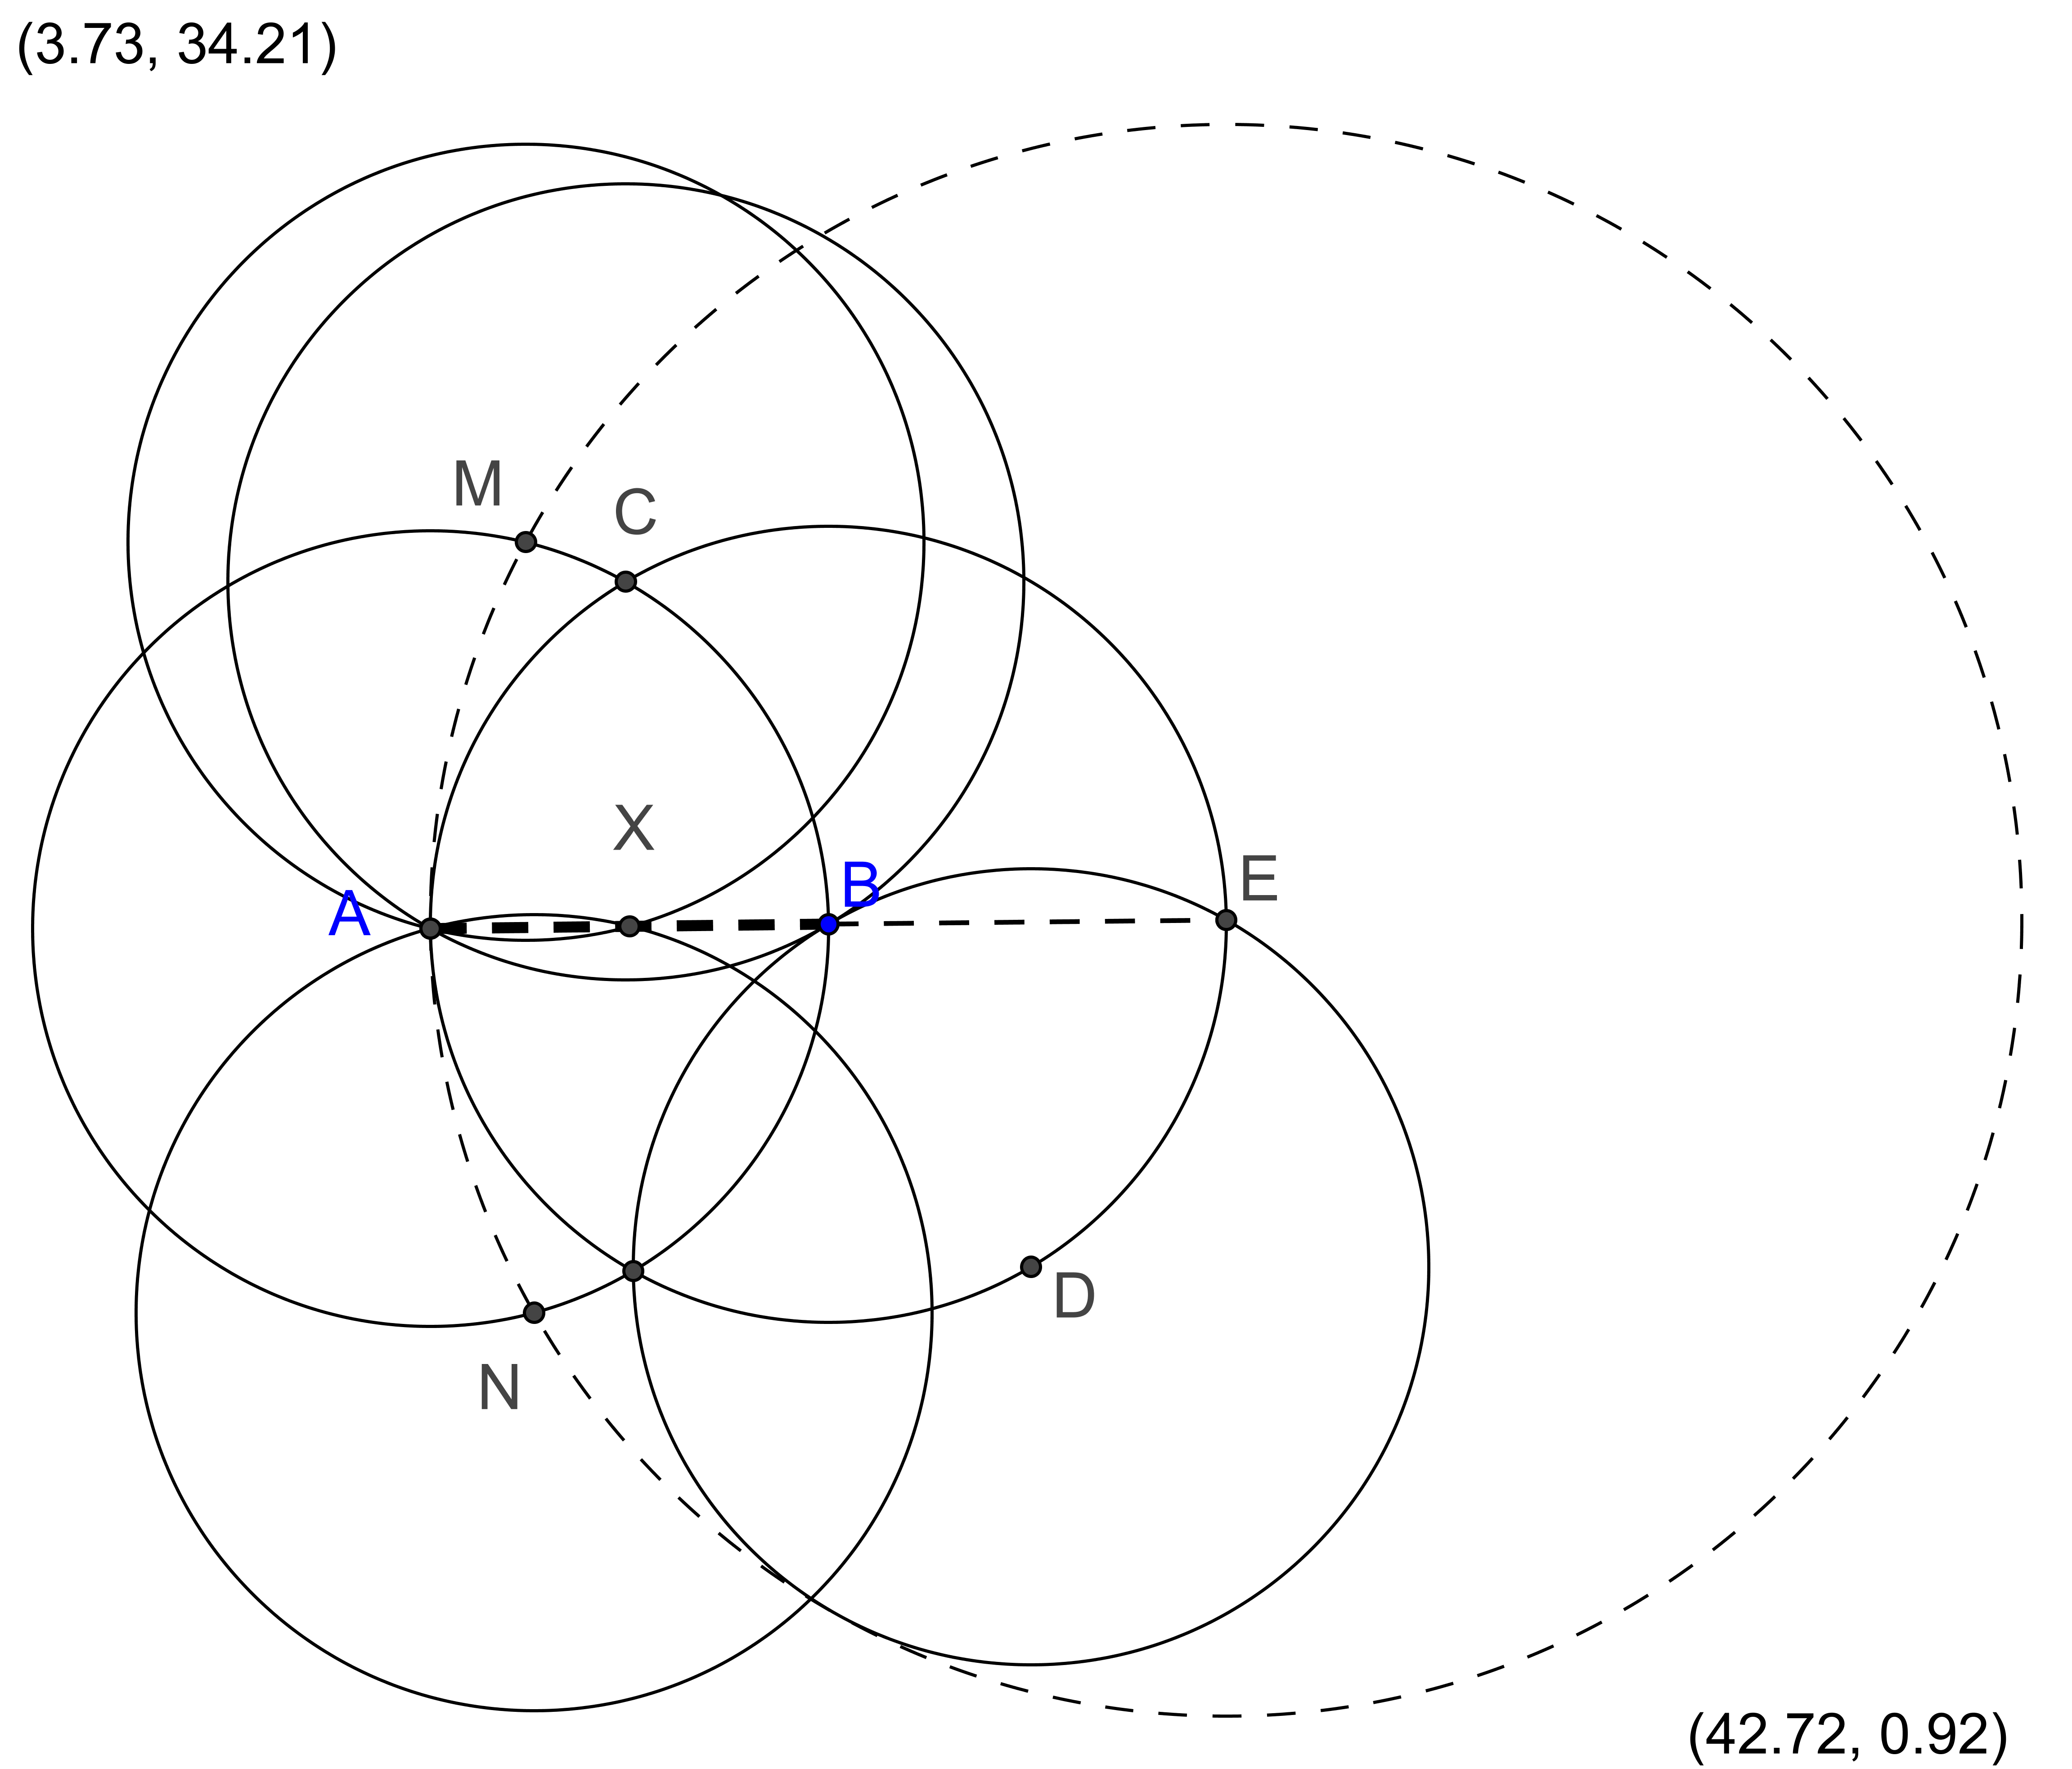 (3.73, 34.21)
M
C
X
B
E
A
D
N
(42.72, 0.92)